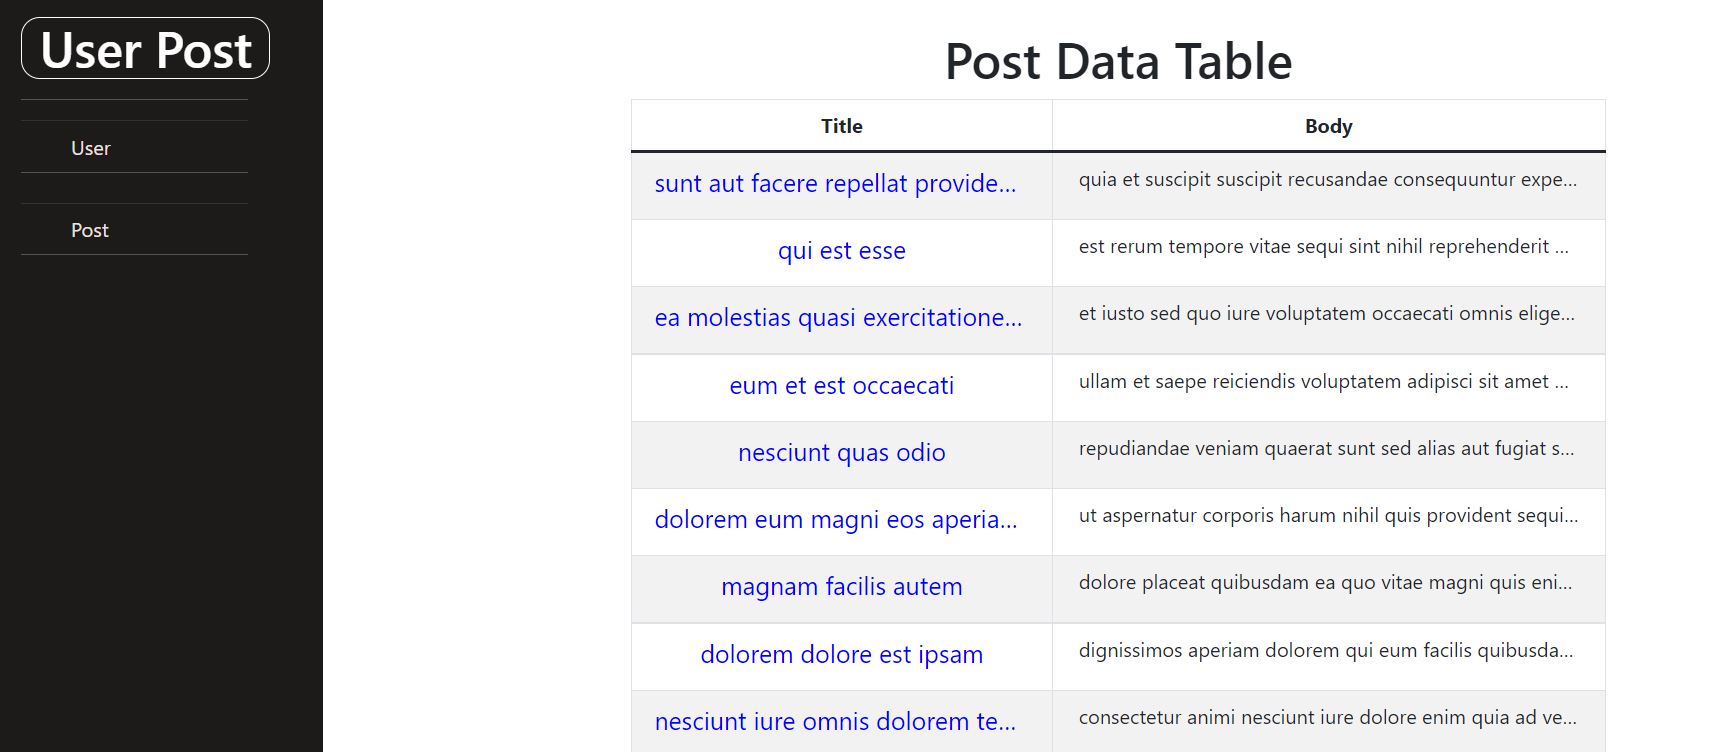 User Post
User
Post
Post Data Table
Title Body
sunt aut facere repellat provide... quia et suscipit suscipit recusandae consequuntur expe...
qui est esse est rerum tempore vitae sequi sint nihil reprehenderit ...
ea molestias quasi exercitatione... et iusto sed quo iure voluptatem occaecati omnis elige...
eum et est occaecati ullam et saepe reiciendis voluptatem adipisci sit amet ...
nesciunt quas odio repudiandae veniam quaerat sunt sed alias aut fugiat s...
dolorem eum magni eos aperia... ut aspernatur corporis harum nihil quis provident sequi...
magnam facilis autem dolore placeat quibusdam ea quo vitae magni quis eni...
dolorem dolore est ipsam dignissimos aperiam dolorem qui eum facilis quibusda...
nesciunt iure omnis dolorem te... consectetur animi nesciunt iure dolore enim quia ad ve...